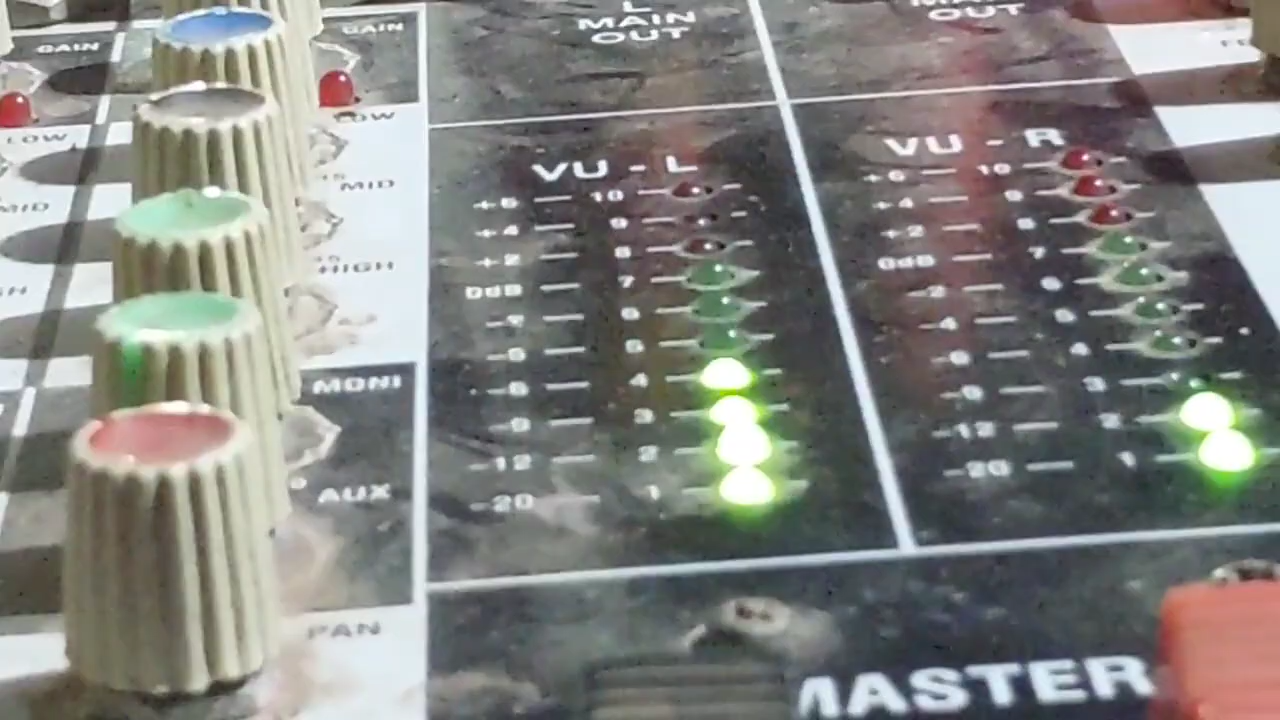 GAIN
GAIN
L
MAIN
OUT
OUT
LOW
LOW
MID
MID
HIGH
MONI
AUX
PAN
VU - L
+6 10
+4 9
+2 8
0dB 7
6
5
-6 4
-9 3
-12 2
-20 1
VU - R
+6 10
+4 9
+2 8
0dB 7
-2 6
-4 5
-6 4
-9 3
-12 2
-20 1
MASTER